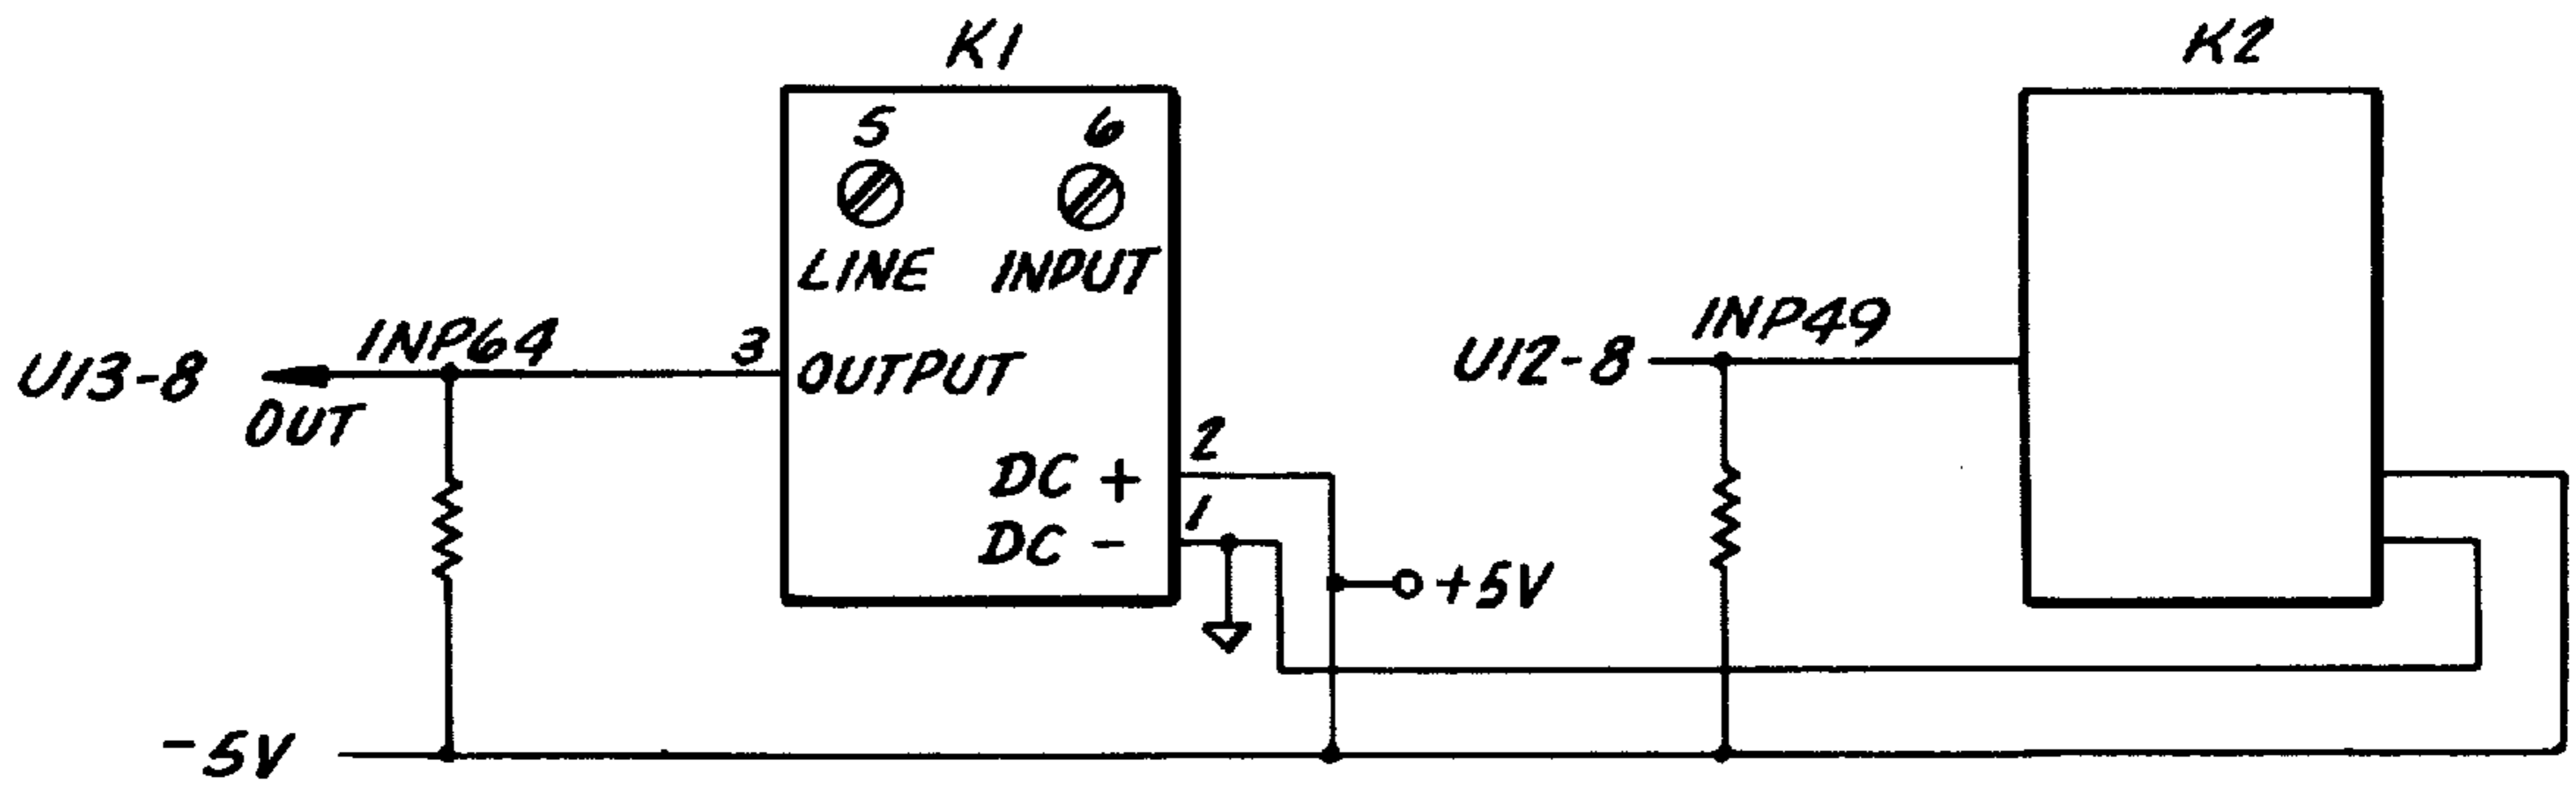 K1
K2
5
6
LINE
INPUT
INP64
3
OUTPUT
U13-8
OUT
INP49
U12-8
2
DC +
1
DC -
+5V
-5V